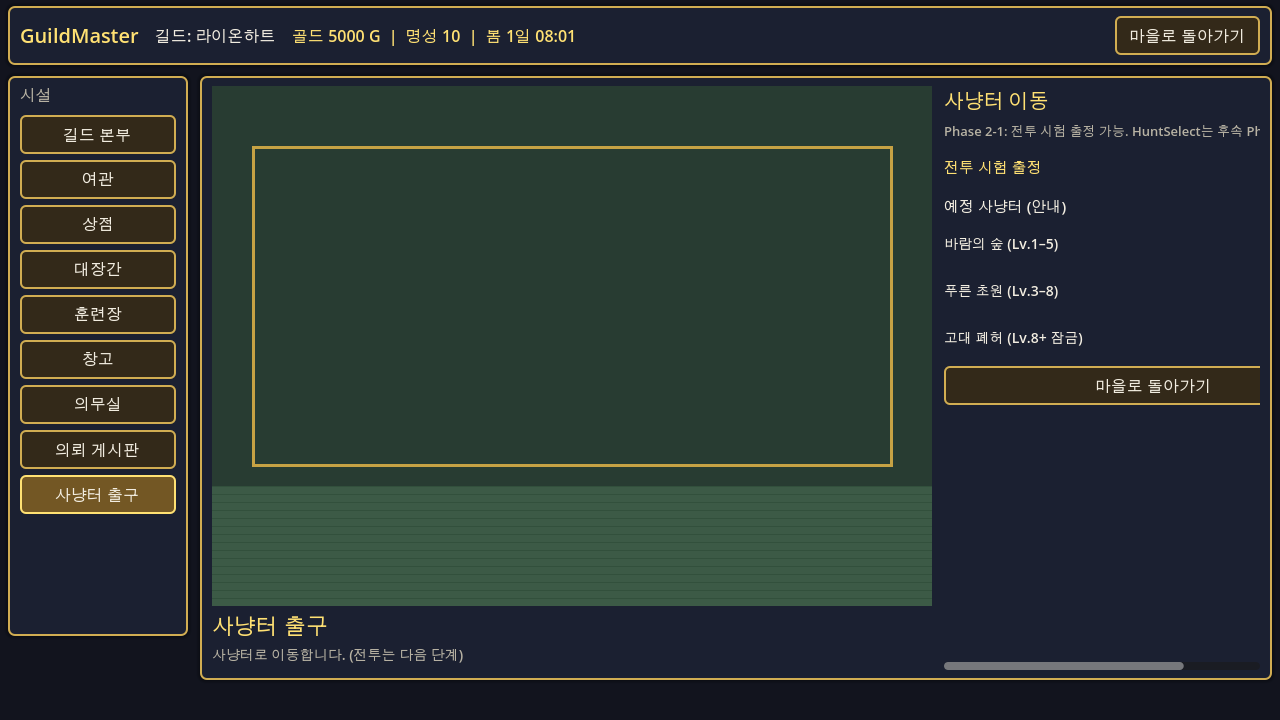 GuildMaster 길드: 라이온하트 골드 5000 G | 명성 10 | 봄 1일 08:01 마을로 돌아가기
시설
길드 본부
여관
상점
대장간
훈련장
창고
의무실
의뢰 게시판
사냥터 출구
사냥터 출구
사냥터로 이동합니다. (전투는 다음 단계)
사냥터 이동
Phase 2-1: 전투 시험 출정 가능. HuntSelect는 후속 Ph
전투 시험 출정
예정 사냥터 (안내)
바람의 숲 (Lv.1–5)
푸른 초원 (Lv.3–8)
고대 폐허 (Lv.8+ 잠금)
마을로 돌아가기